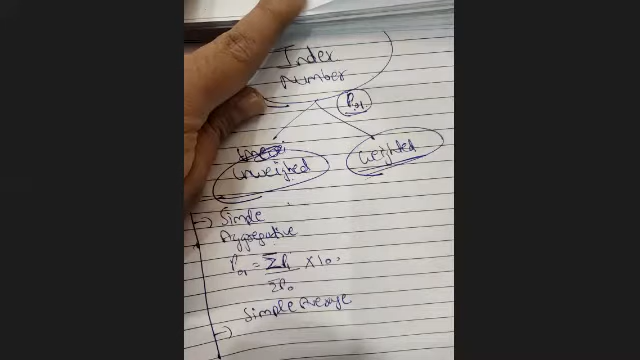 Index
Number
P01
Unweighted
weighted
→ Simple
Aggregative
P01 = ΣP1 / ΣP0 × 100
→ Simple Average